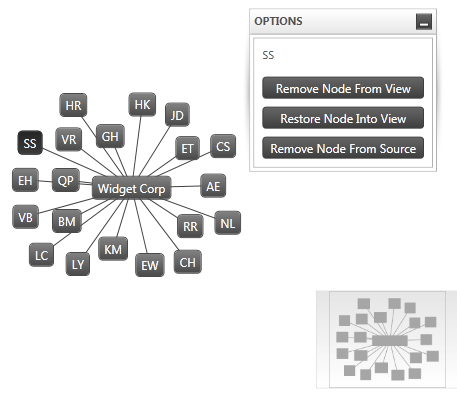 OPTIONS
SS
Remove Node From View
Restore Node Into View
Remove Node From Source
HR
HK
JD
SS
VR
GH
ET
CS
EH
QP
Widget Corp
AE
VB
BM
RR
NL
LC
LY
KM
EW
CH